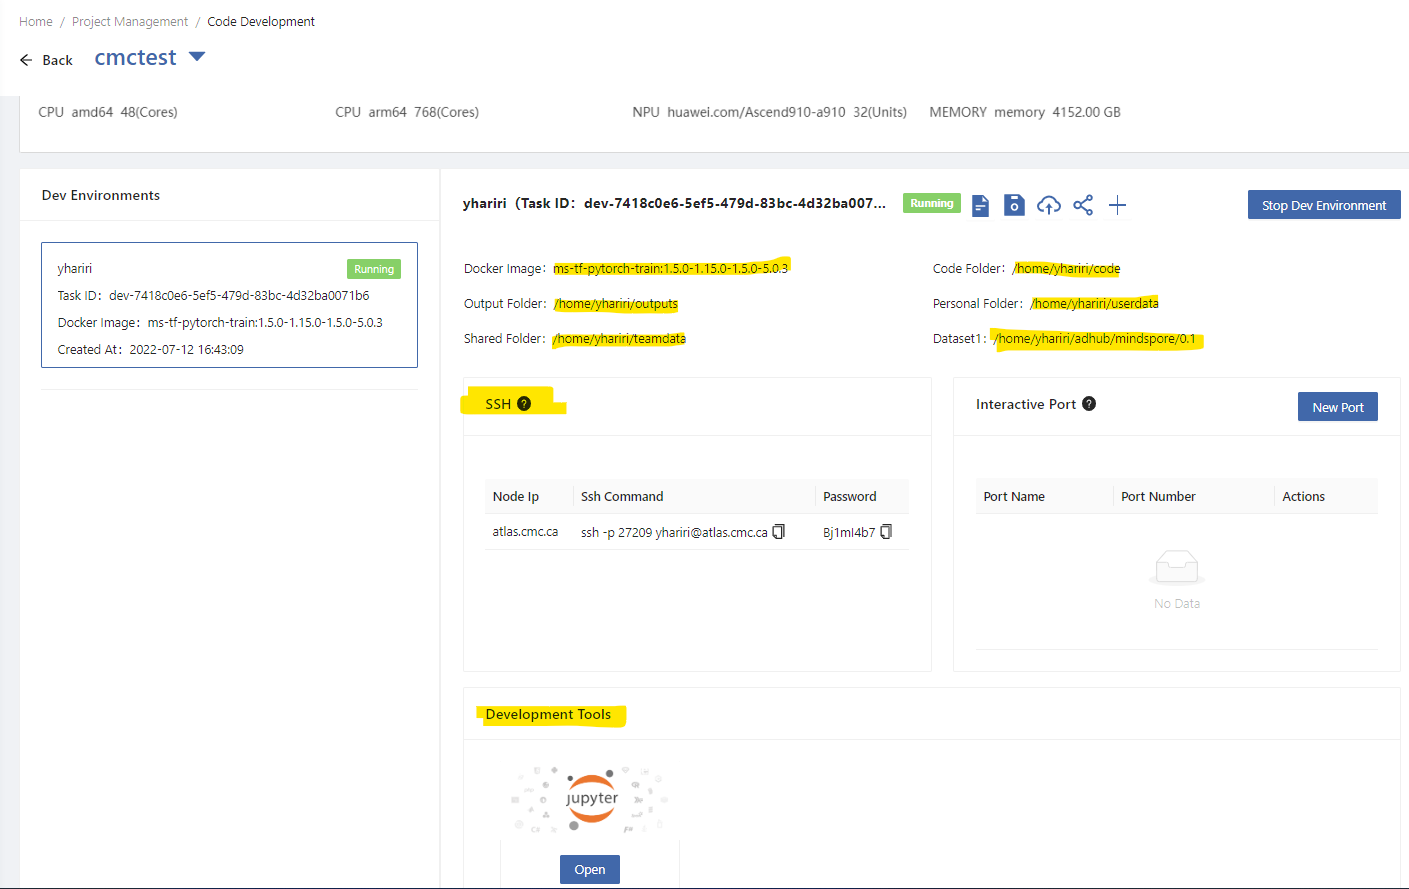 Home / Project Management / Code Development
← Back cmctest
CPU amd64 48(Cores) CPU arm64 768(Cores) NPU huawei.com/Ascend910-a910 32(Units) MEMORY memory 4152.00 GB
Dev Environments
yhariri Running
Task ID: dev-7418c0e6-5ef5-479d-83bc-4d32ba0071b6
Docker Image: ms-tf-pytorch-train:1.5.0-1.15.0-1.5.0-5.0.3
Created At: 2022-07-12 16:43:09
yhariri (Task ID: dev-7418c0e6-5ef5-479d-83bc-4d32ba007... Running
Stop Dev Environment
Docker Image: ms-tf-pytorch-train:1.5.0-1.15.0-1.5.0-5.0.3
Code Folder: /home/yhariri/code
Output Folder: /home/yhariri/outputs
Personal Folder: /home/yhariri/userdata
Shared Folder: /home/yhariri/teamdata
Dataset1: /home/yhariri/adhub/mindspore/0.1
SSH ?
Node Ip Ssh Command Password
atlas.cmc.ca ssh -p 27209 yhariri@atlas.cmc.ca Bj1mI4b7
Interactive Port ?
New Port
Port Name Port Number Actions
No Data
Development Tools
jupyter
Open